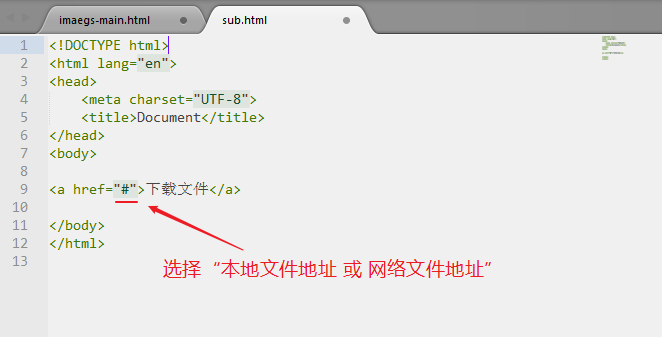 imaegs-main.html
sub.html
1 <!DOCTYPE html>
2 <html lang="en">
3 <head>
4 <meta charset="UTF-8">
5 <title>Document</title>
6 </head>
7 <body>
8
9 <a href="#">下载文件</a>
10
11 </body>
12 </html>
13
选择“本地文件地址 或 网络文件地址”